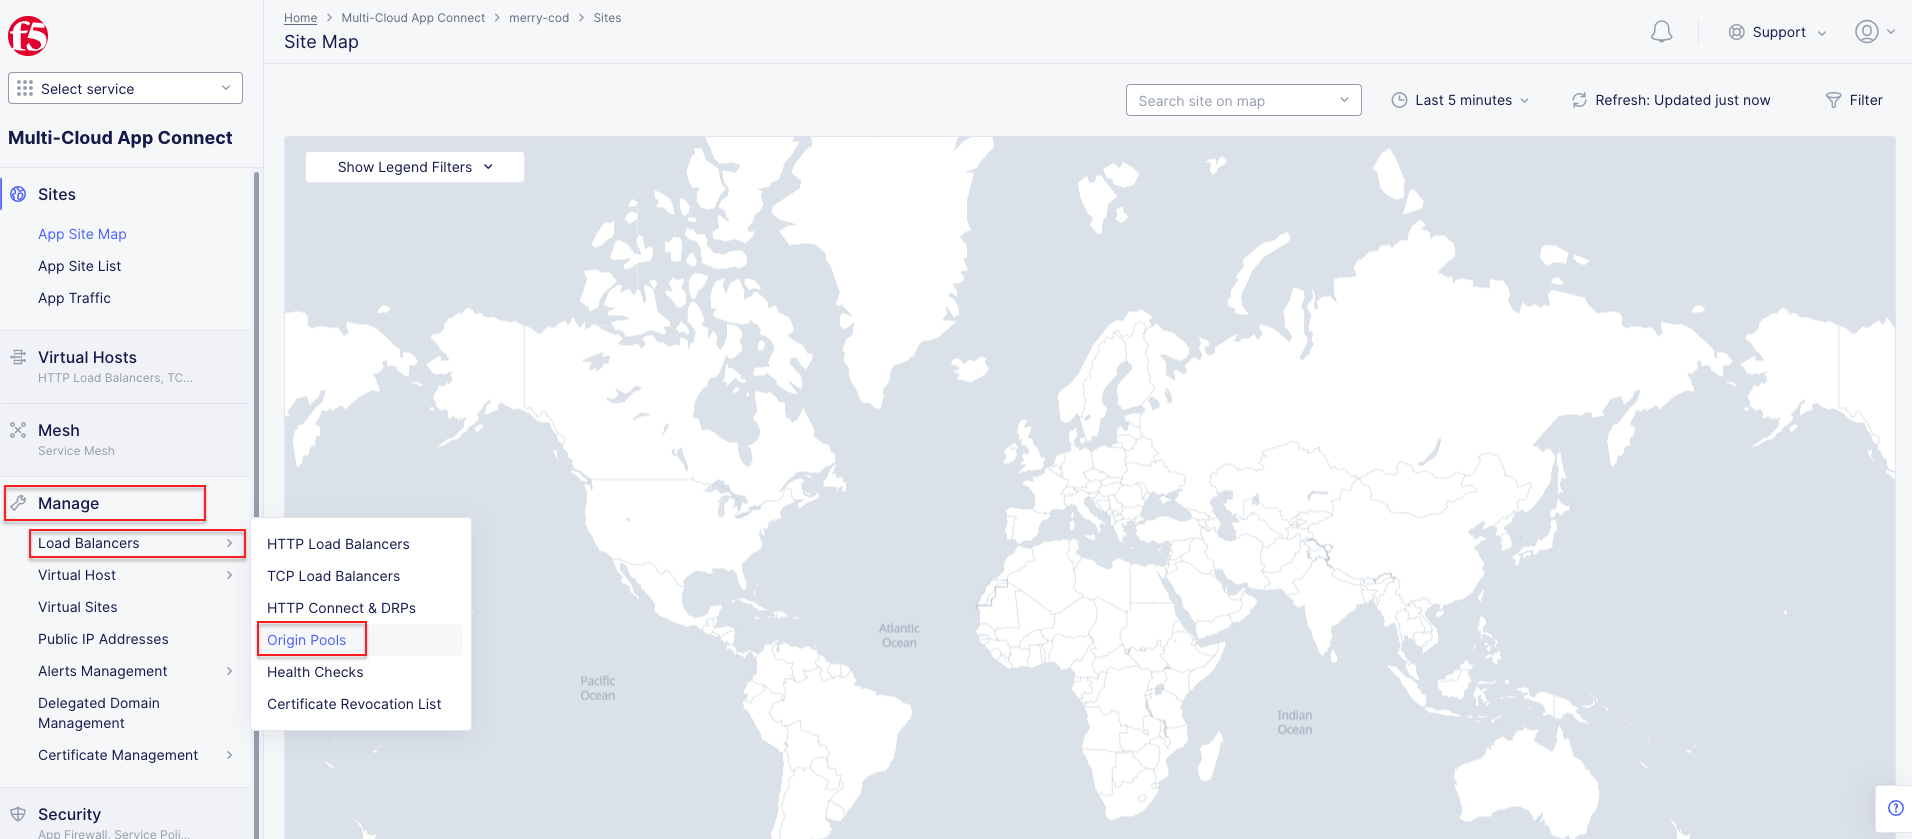 f5
Select service
Multi-Cloud App Connect
Sites
App Site Map
App Site List
App Traffic
Virtual Hosts
HTTP Load Balancers, TC...
Mesh
Service Mesh
Manage
Load Balancers
Virtual Host
Virtual Sites
Public IP Addresses
Alerts Management
Delegated Domain
Management
Certificate Management
Security
App Firewall, Service Poli...
HTTP Load Balancers
TCP Load Balancers
HTTP Connect & DRPs
Origin Pools
Health Checks
Certificate Revocation List
Home > Multi-Cloud App Connect > merry-cod > Sites
Site Map
Support
Search site on map
Last 5 minutes
Refresh: Updated just now
Filter
Show Legend Filters
Atlantic
Ocean
Pacific
Ocean
Indian
Ocean